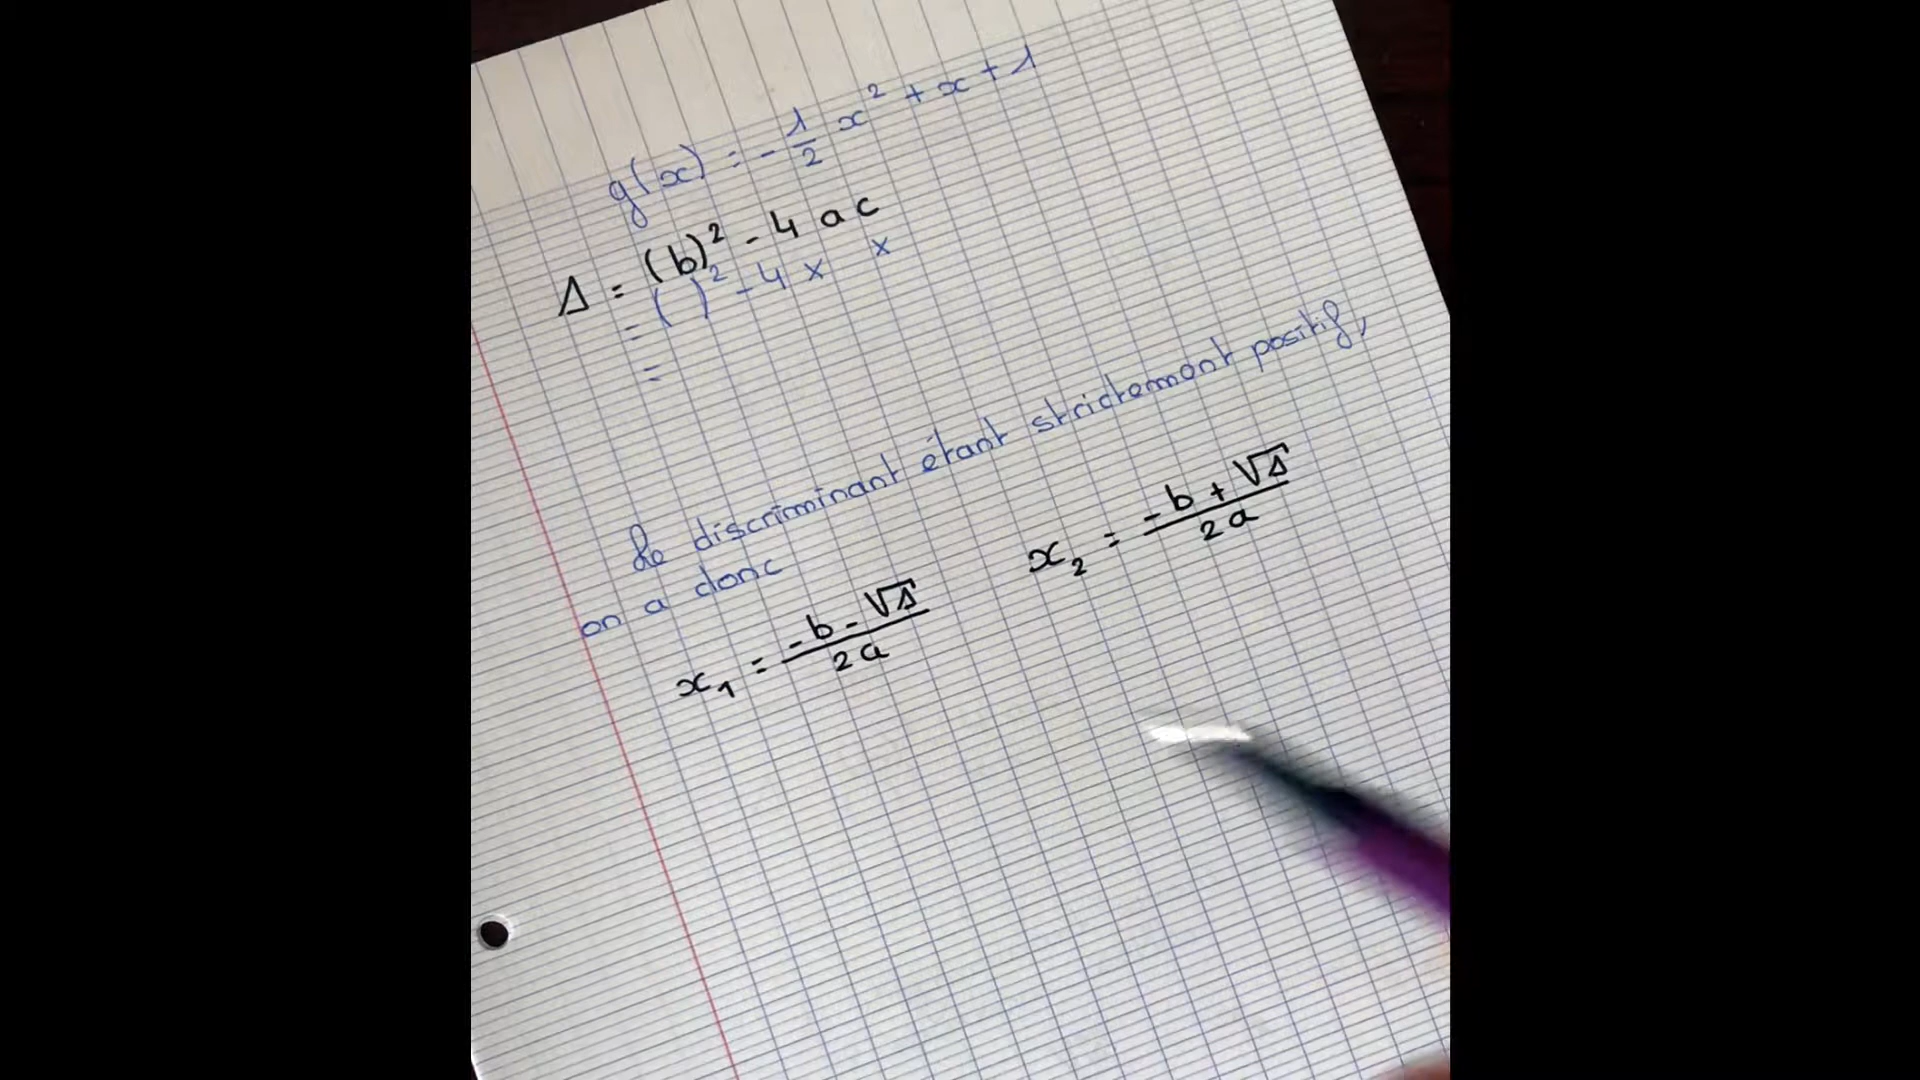 g(x) = -1/2 x² + x + 1
Δ = (b)² - 4 a c
= ( )² - 4 x   x
=
Le discriminant étant strictement positif,
on a donc
x₁ = (-b - √Δ)/(2a)   x₂ = (-b + √Δ)/(2a)